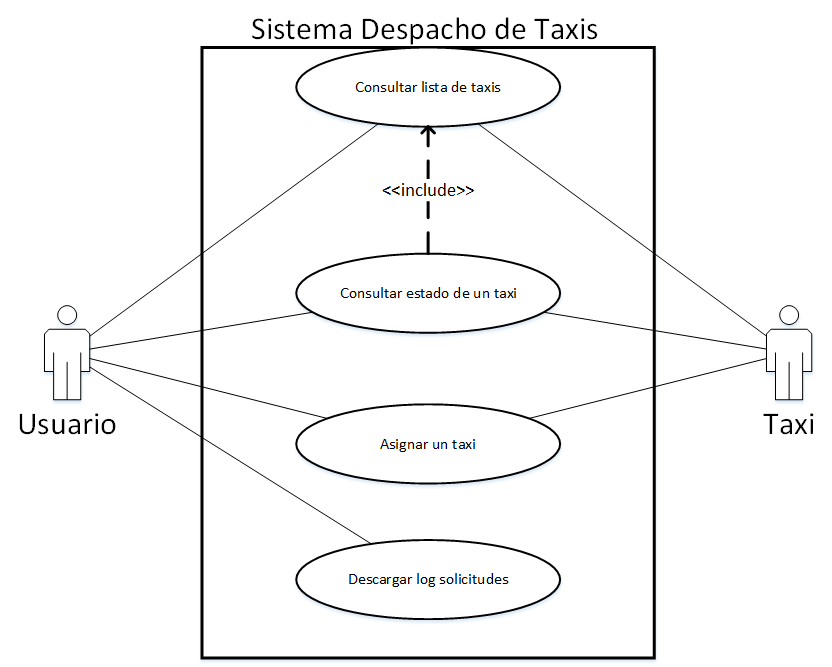 Sistema Despacho de Taxis
Consultar lista de taxis
<<include>>
Consultar estado de un taxi
Usuario
Taxi
Asignar un taxi
Descargar log solicitudes